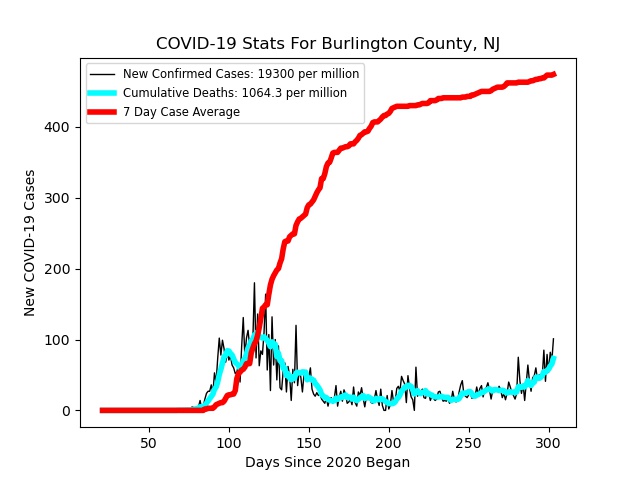 COVID-19 Stats For Burlington County, NJ
New Confirmed Cases: 19300 per million
Cumulative Deaths: 1064.3 per million
7 Day Case Average
New COVID-19 Cases
400
300
200
100
0
50 100 150 200 250 300
Days Since 2020 Began